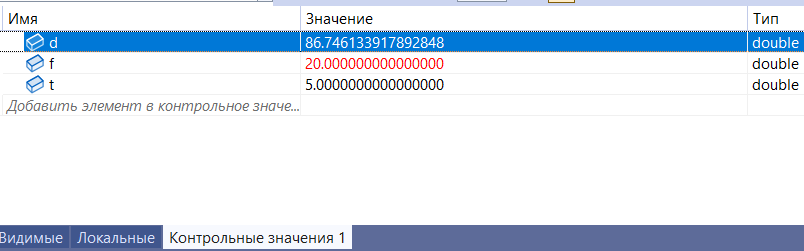 Имя Значение Тип
d 86.746133917892848 double
f 20.000000000000000 double
t 5.0000000000000000 double
Добавить элемент в контрольное значе...
Видимые Локальные Контрольные значения 1